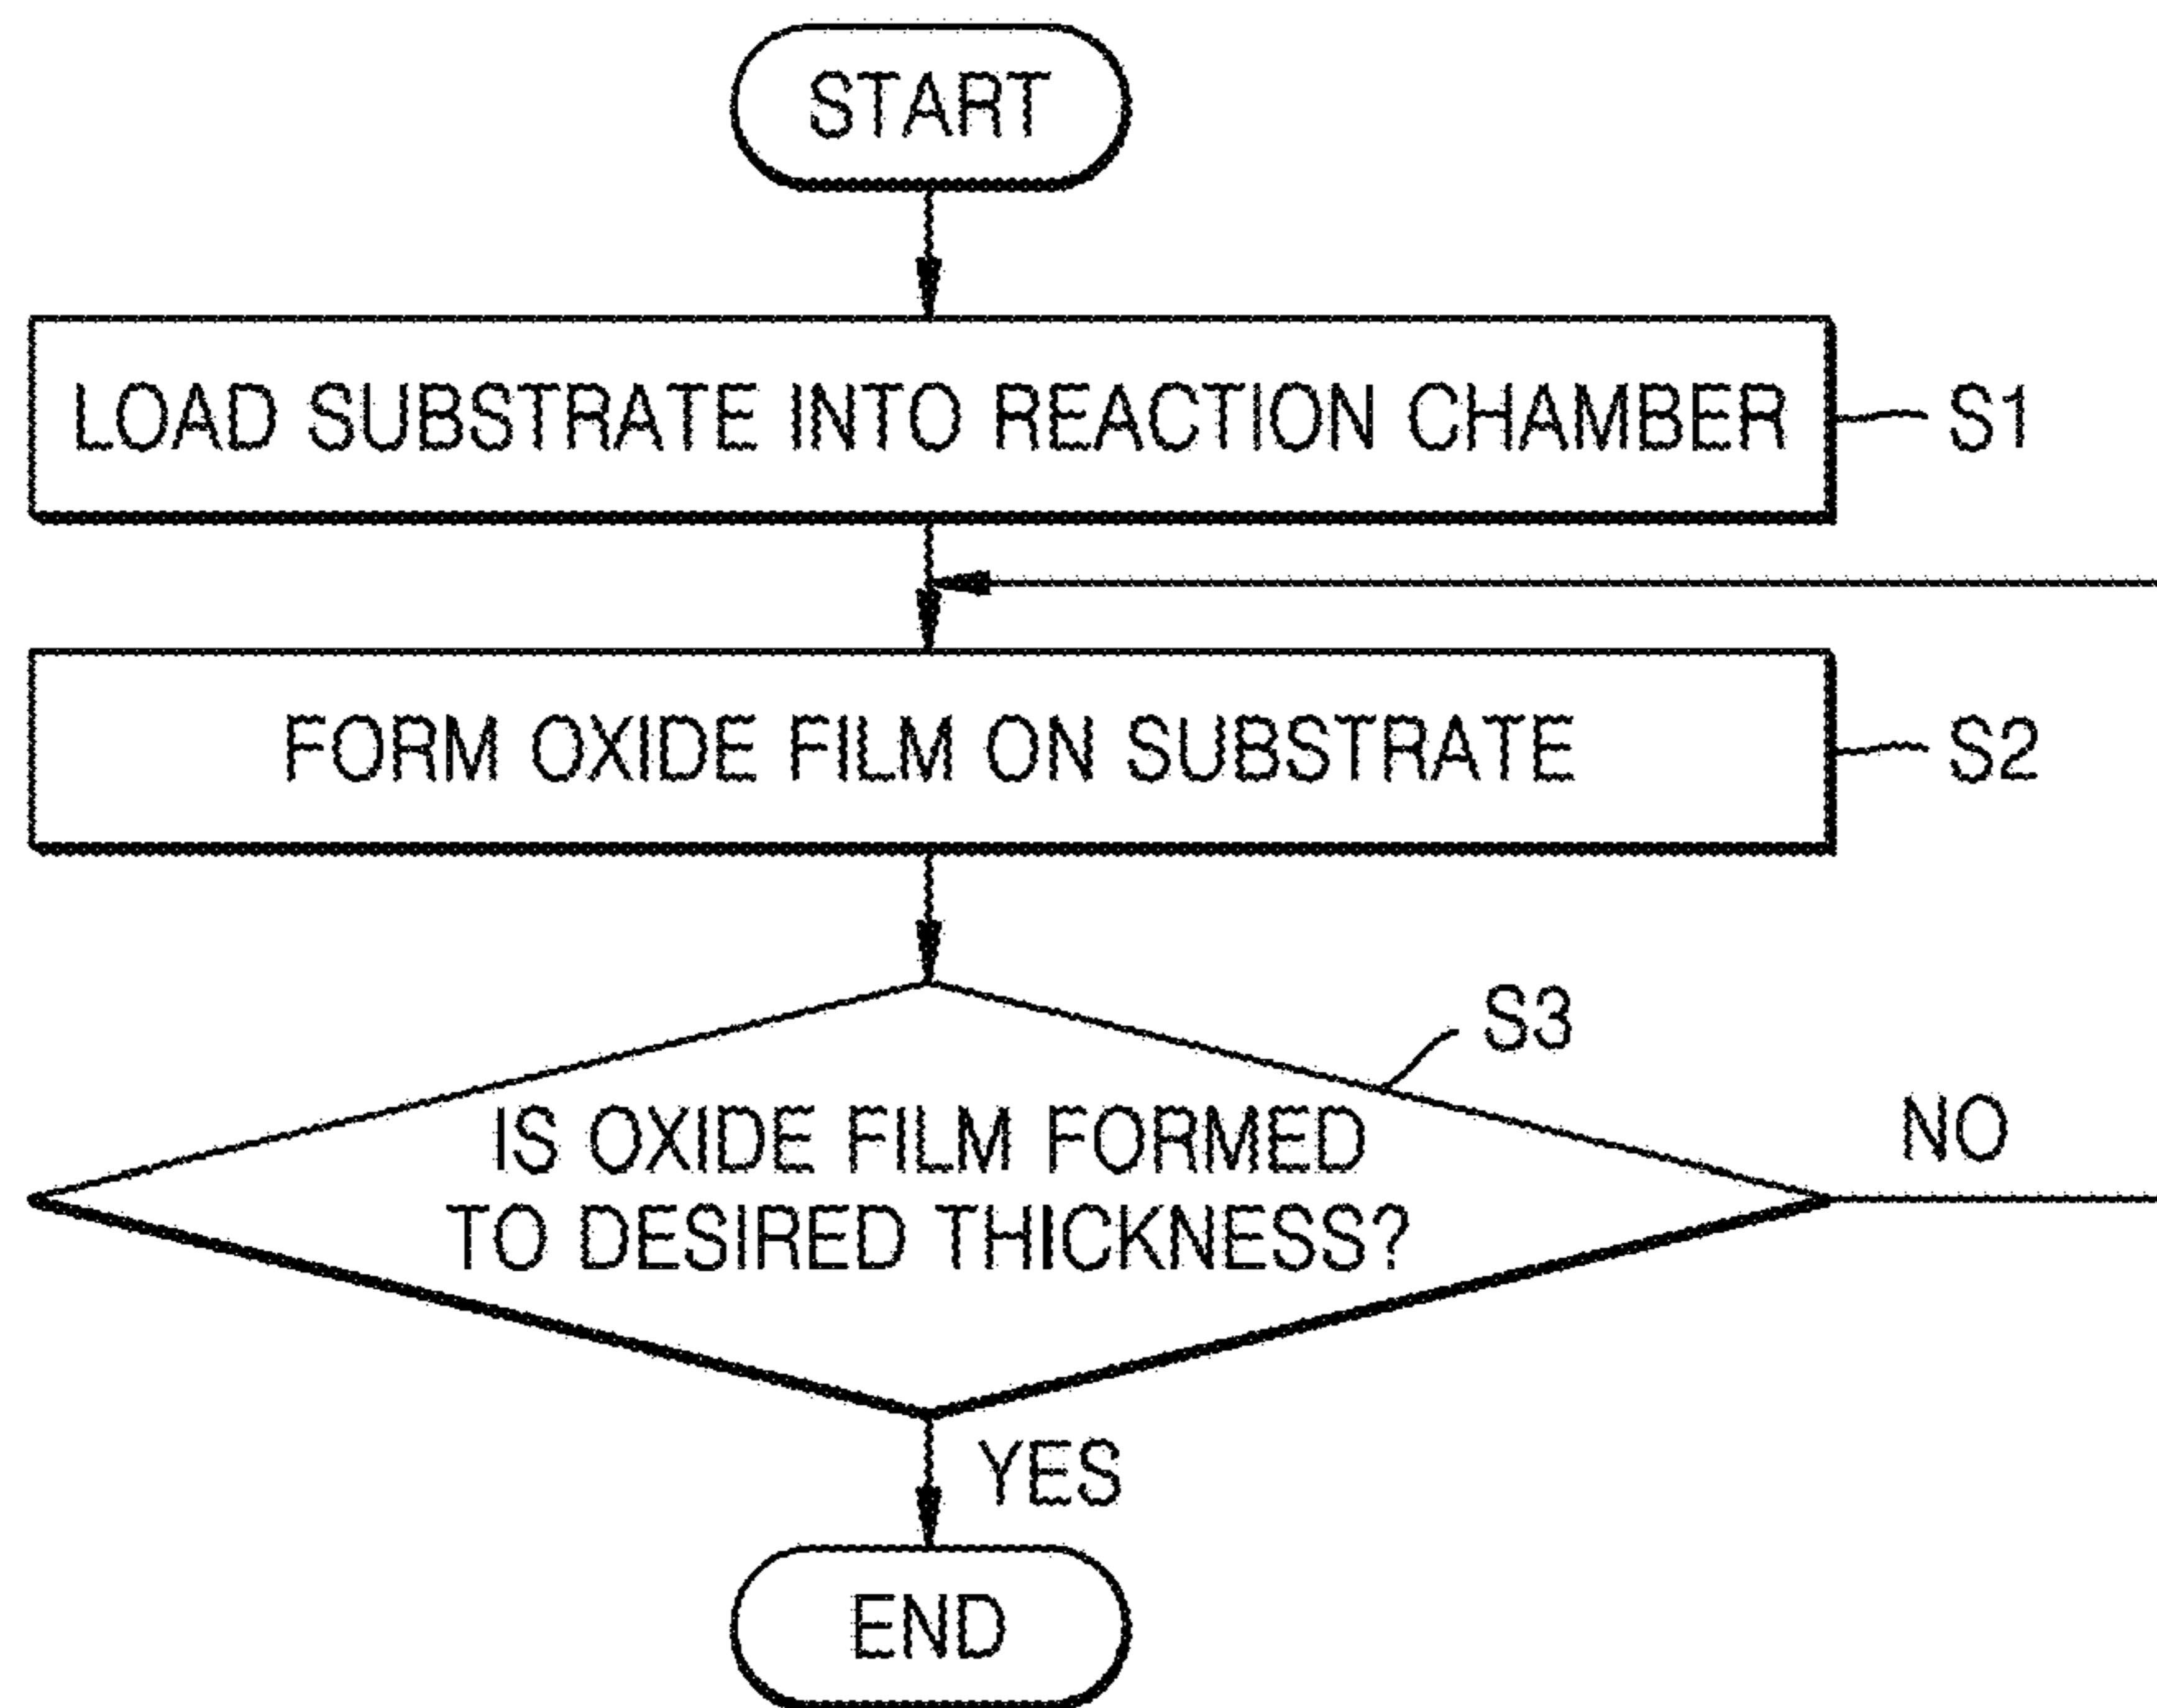 START
LOAD SUBSTRATE INTO REACTION CHAMBER
S1
FORM OXIDE FILM ON SUBSTRATE
S2
S3
IS OXIDE FILM FORMED
TO DESIRED THICKNESS?
NO
YES
END